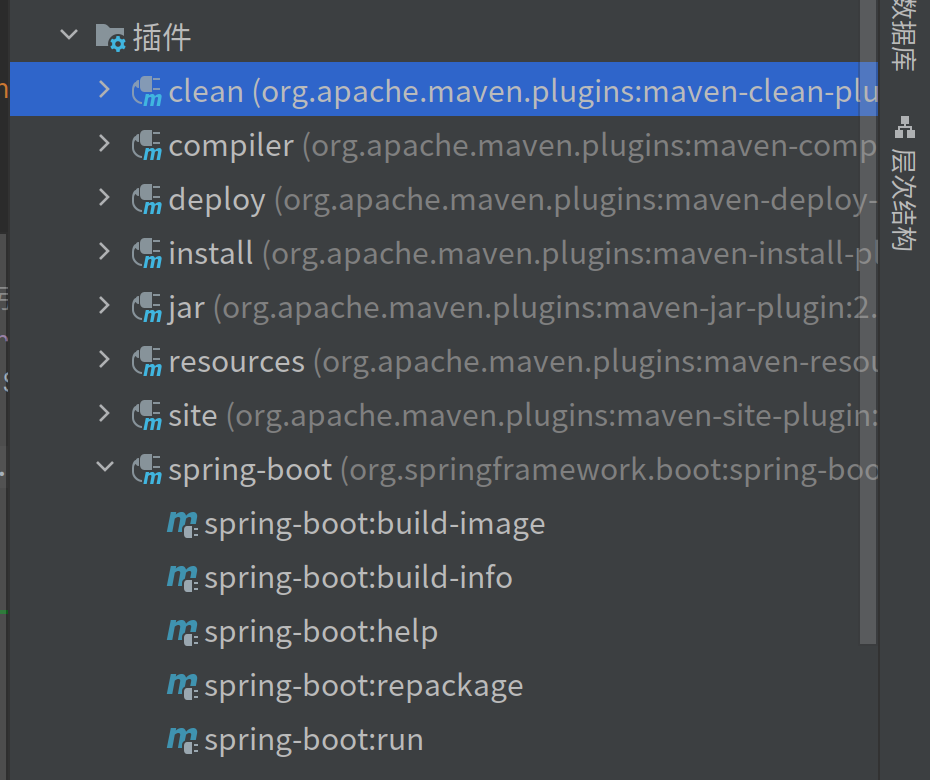 插件
clean (org.apache.maven.plugins:maven-clean-plu
compiler (org.apache.maven.plugins:maven-comp
deploy (org.apache.maven.plugins:maven-deploy-
install (org.apache.maven.plugins:maven-install-pl
jar (org.apache.maven.plugins:maven-jar-plugin:2.
resources (org.apache.maven.plugins:maven-resou
site (org.apache.maven.plugins:maven-site-plugin:
spring-boot (org.springframework.boot:spring-boo
spring-boot:build-image
spring-boot:build-info
spring-boot:help
spring-boot:repackage
spring-boot:run
数据库
层次结构